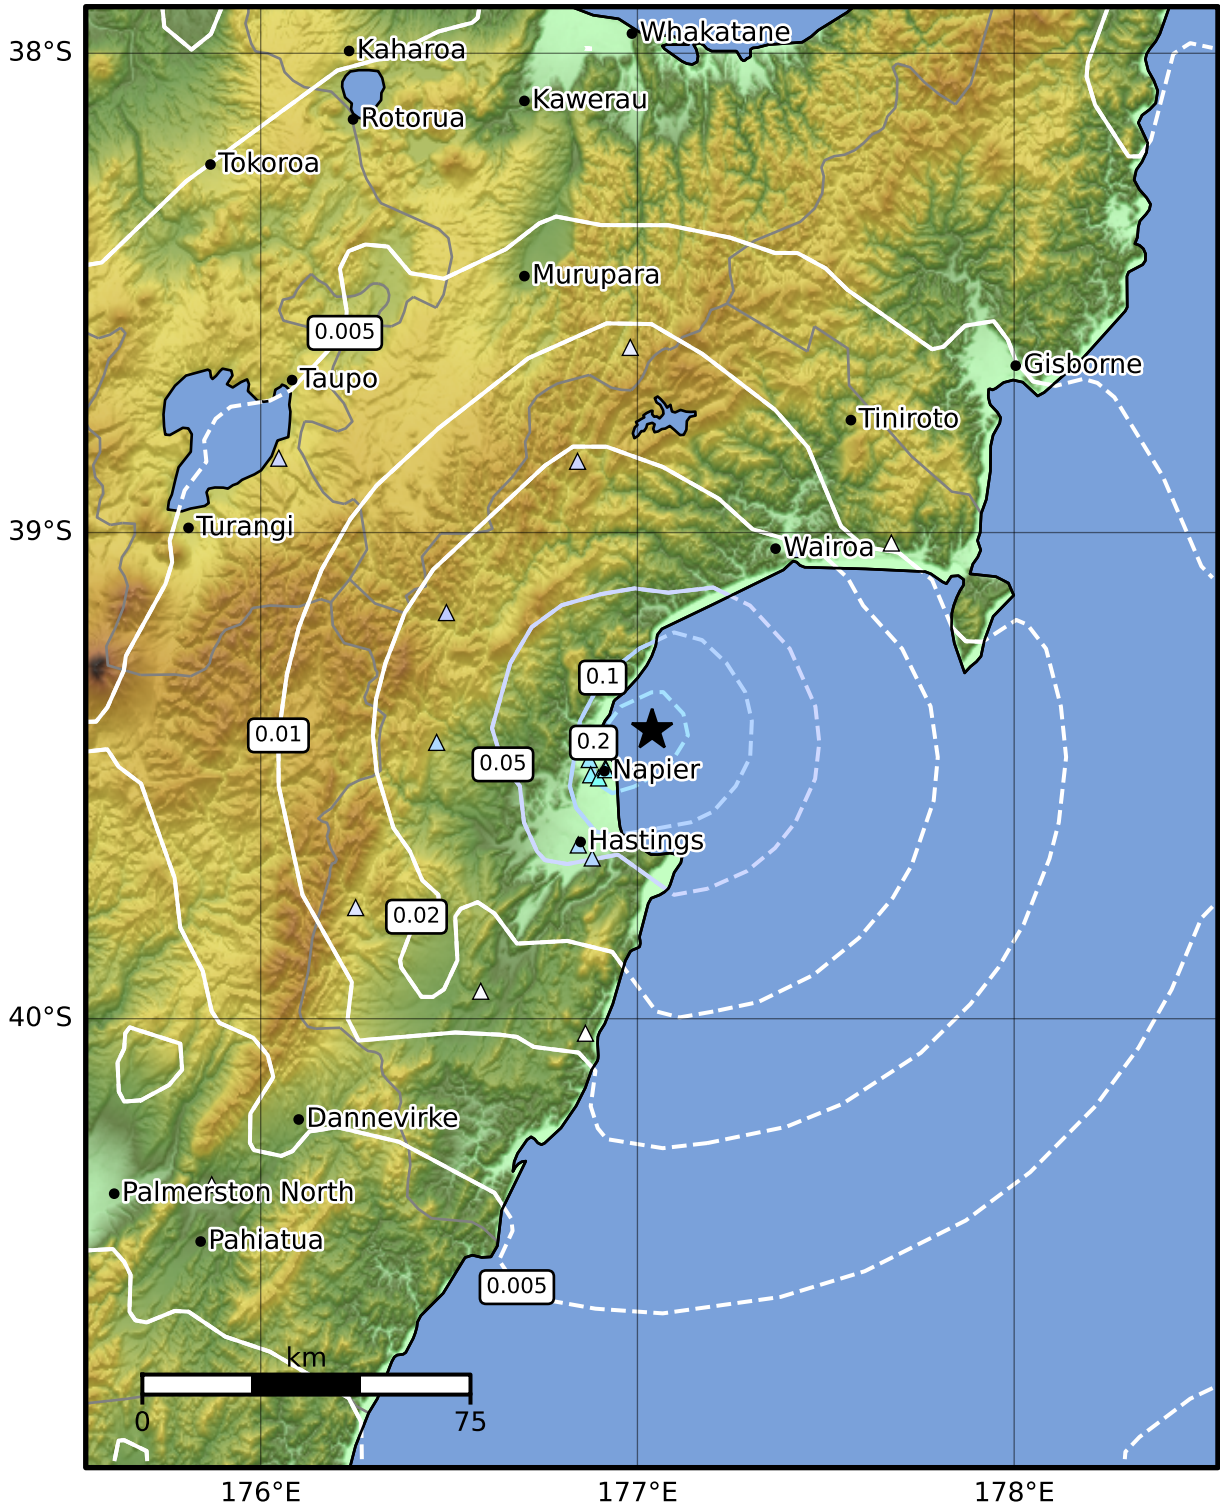 Whakatane
38°S
Kaharoa
Kawerau
Rotorua
Tokoroa
Murupara
0.005
Gisborne
Taupo
Tiniroto
Turangi
39°S
Wairoa
0.1
0.01
0.2
0.05
Napier
Hastings
0.02
40°S
Dannevirke
Palmerston North
Pahiatua
0.005
km
0
75
176°E
177°E
178°E